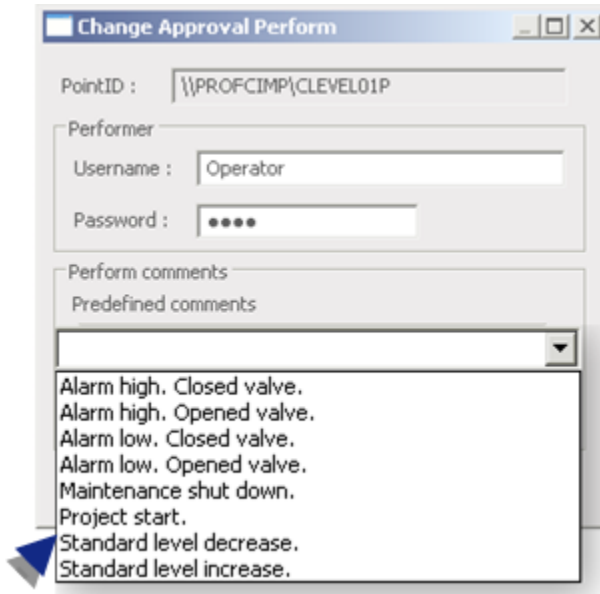 Change Approval Perform
PointID : \\PROFCIMP\CLEVEL01P
Performer
Username : Operator
Password : ●●●●
Perform comments
Predefined comments
Alarm high. Closed valve.
Alarm high. Opened valve.
Alarm low. Closed valve.
Alarm low. Opened valve.
Maintenance shut down.
Project start.
Standard level decrease.
Standard level increase.